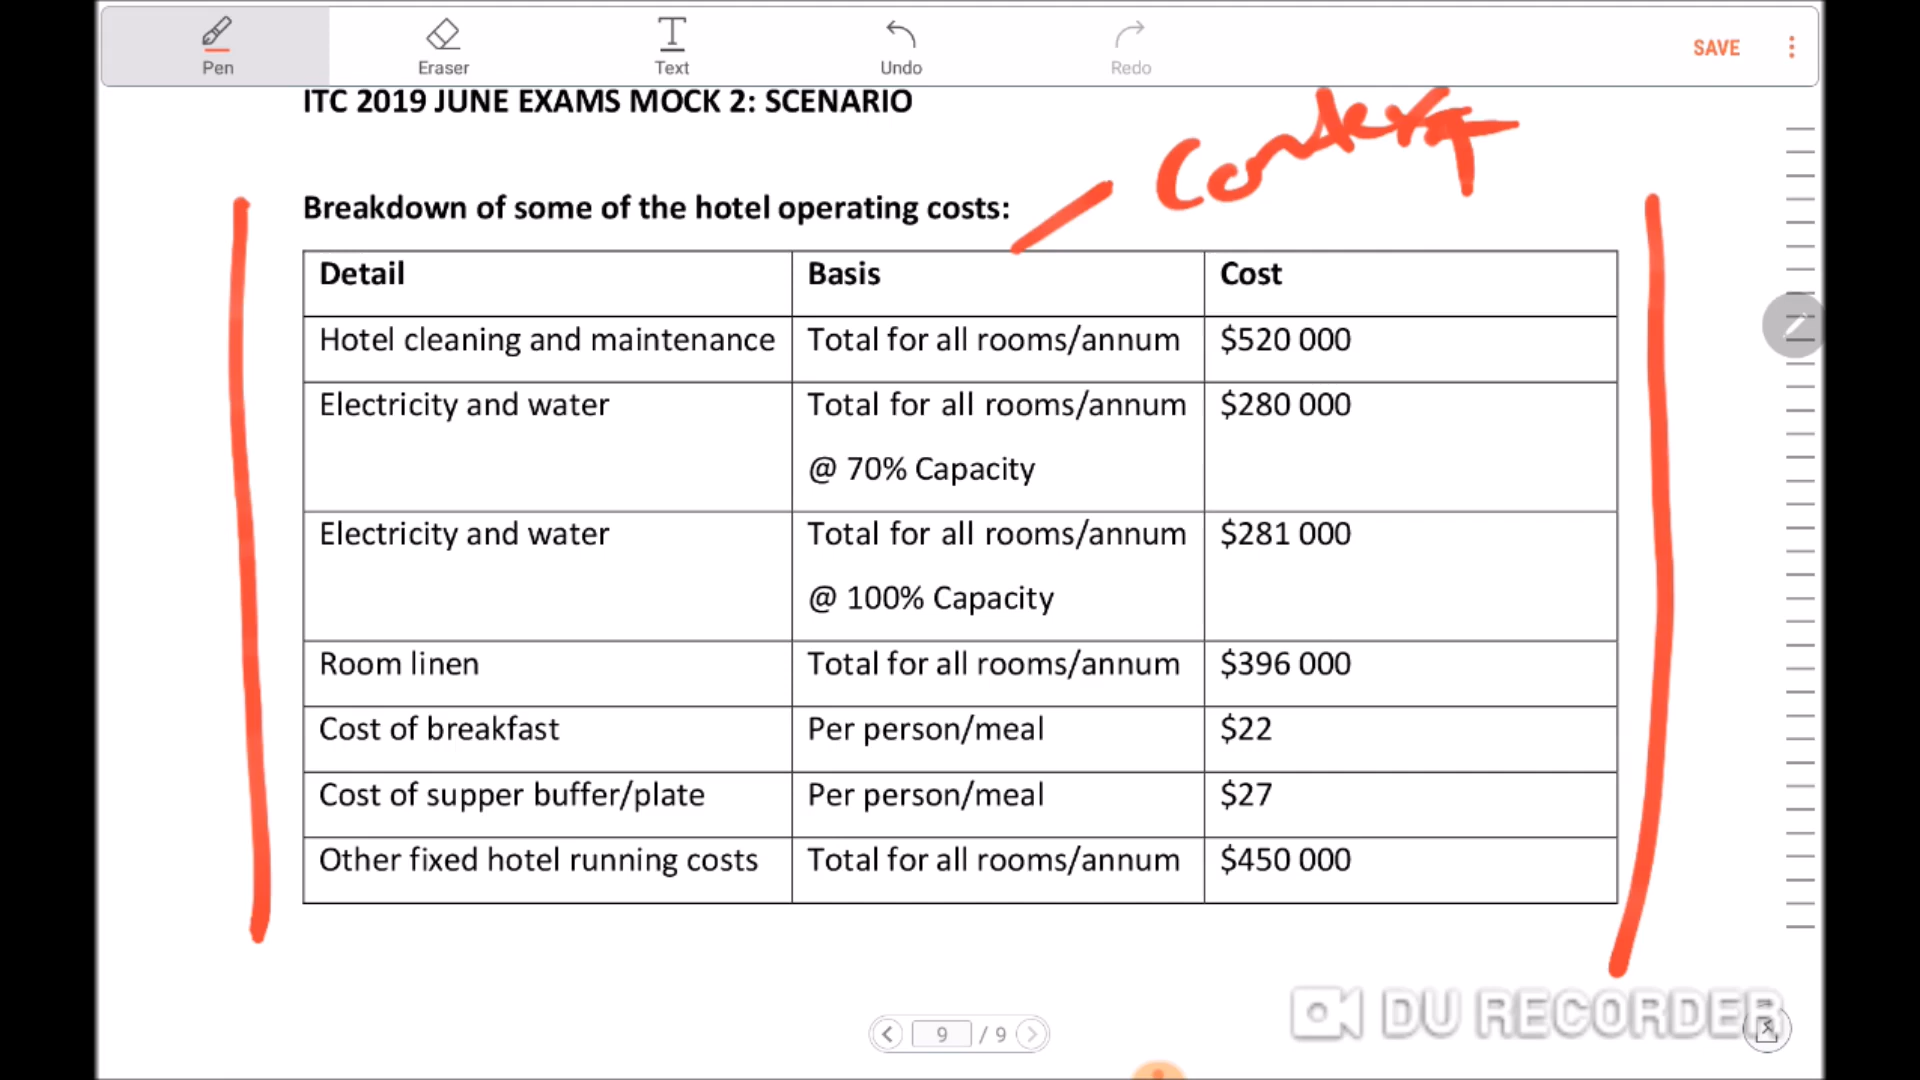 Pen Eraser Text Undo Redo SAVE
ITC 2019 JUNE EXAMS MOCK 2: SCENARIO
Breakdown of some of the hotel operating costs:
Detail Basis Cost
Hotel cleaning and maintenance Total for all rooms/annum $520 000
Electricity and water Total for all rooms/annum $280 000
@ 70% Capacity
Electricity and water Total for all rooms/annum $281 000
@ 100% Capacity
Room linen Total for all rooms/annum $396 000
Cost of breakfast Per person/meal $22
Cost of supper buffer/plate Per person/meal $27
Other fixed hotel running costs Total for all rooms/annum $450 000
DU RECORDER
9 / 9